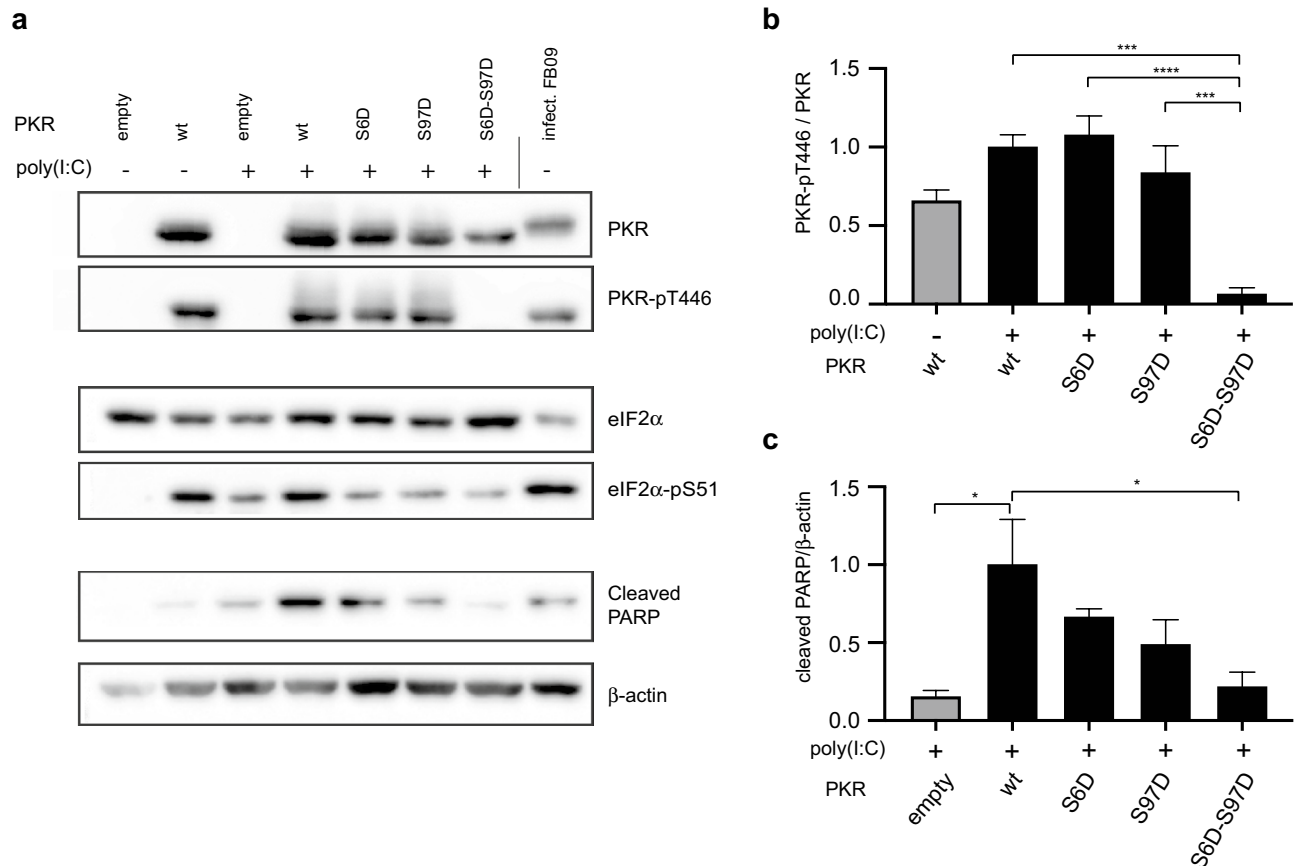 a
PKR empty wt empty wt S6D S97D S6D-S97D infect. FB09
poly(I:C) - - + + + + + -
PKR
PKR-pT446
eIF2α
eIF2α-pS51
Cleaved
PARP
β-actin
b
*** 
****
***
PKR-pT446 / PKR
1.5
1.0
0.5
0.0
poly(I:C) - + + + +
PKR wt wt S6D S97D S6D-S97D
c
* *
cleaved PARP/β-actin
1.5
1.0
0.5
0.0
poly(I:C) + + + + +
PKR empty wt S6D S97D S6D-S97D